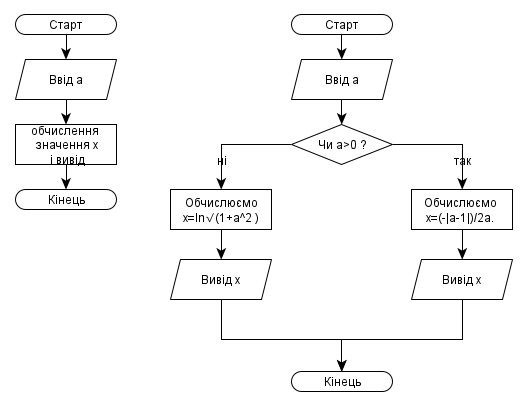 Старт
Ввід a
обчислення
значення x
і вивід
Кінець
Старт
Ввід a
Чи a>0 ?
ні
так
Обчислюємо
x=ln√(1+a^2 )
Обчислюємо
x=(-|a-1|)/2a.
Вивід x
Вивід x
Кінець